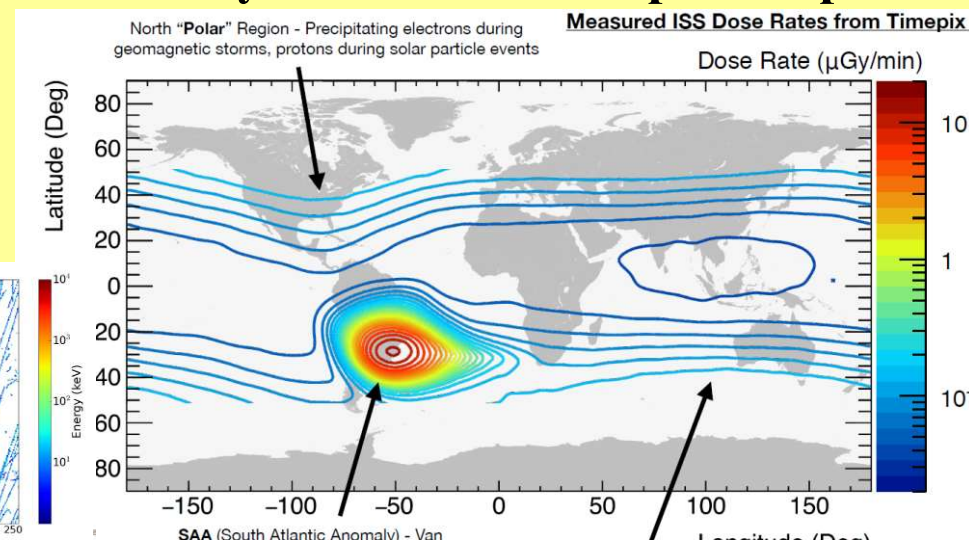 North “Polar” Region - Precipitating electrons during
geomagnetic storms, protons during solar particle events
Measured ISS Dose Rates from Timepix
Dose Rate (μGy/min)
Latitude (Deg)
80
60
40
20
0
20
40
60
80
−150 −100 −50 0 50 100 150
10
1
Energy (keV)
10³
10²
10¹
250
SAA (South Atlantic Anomaly) - Van
Longitude (Deg)